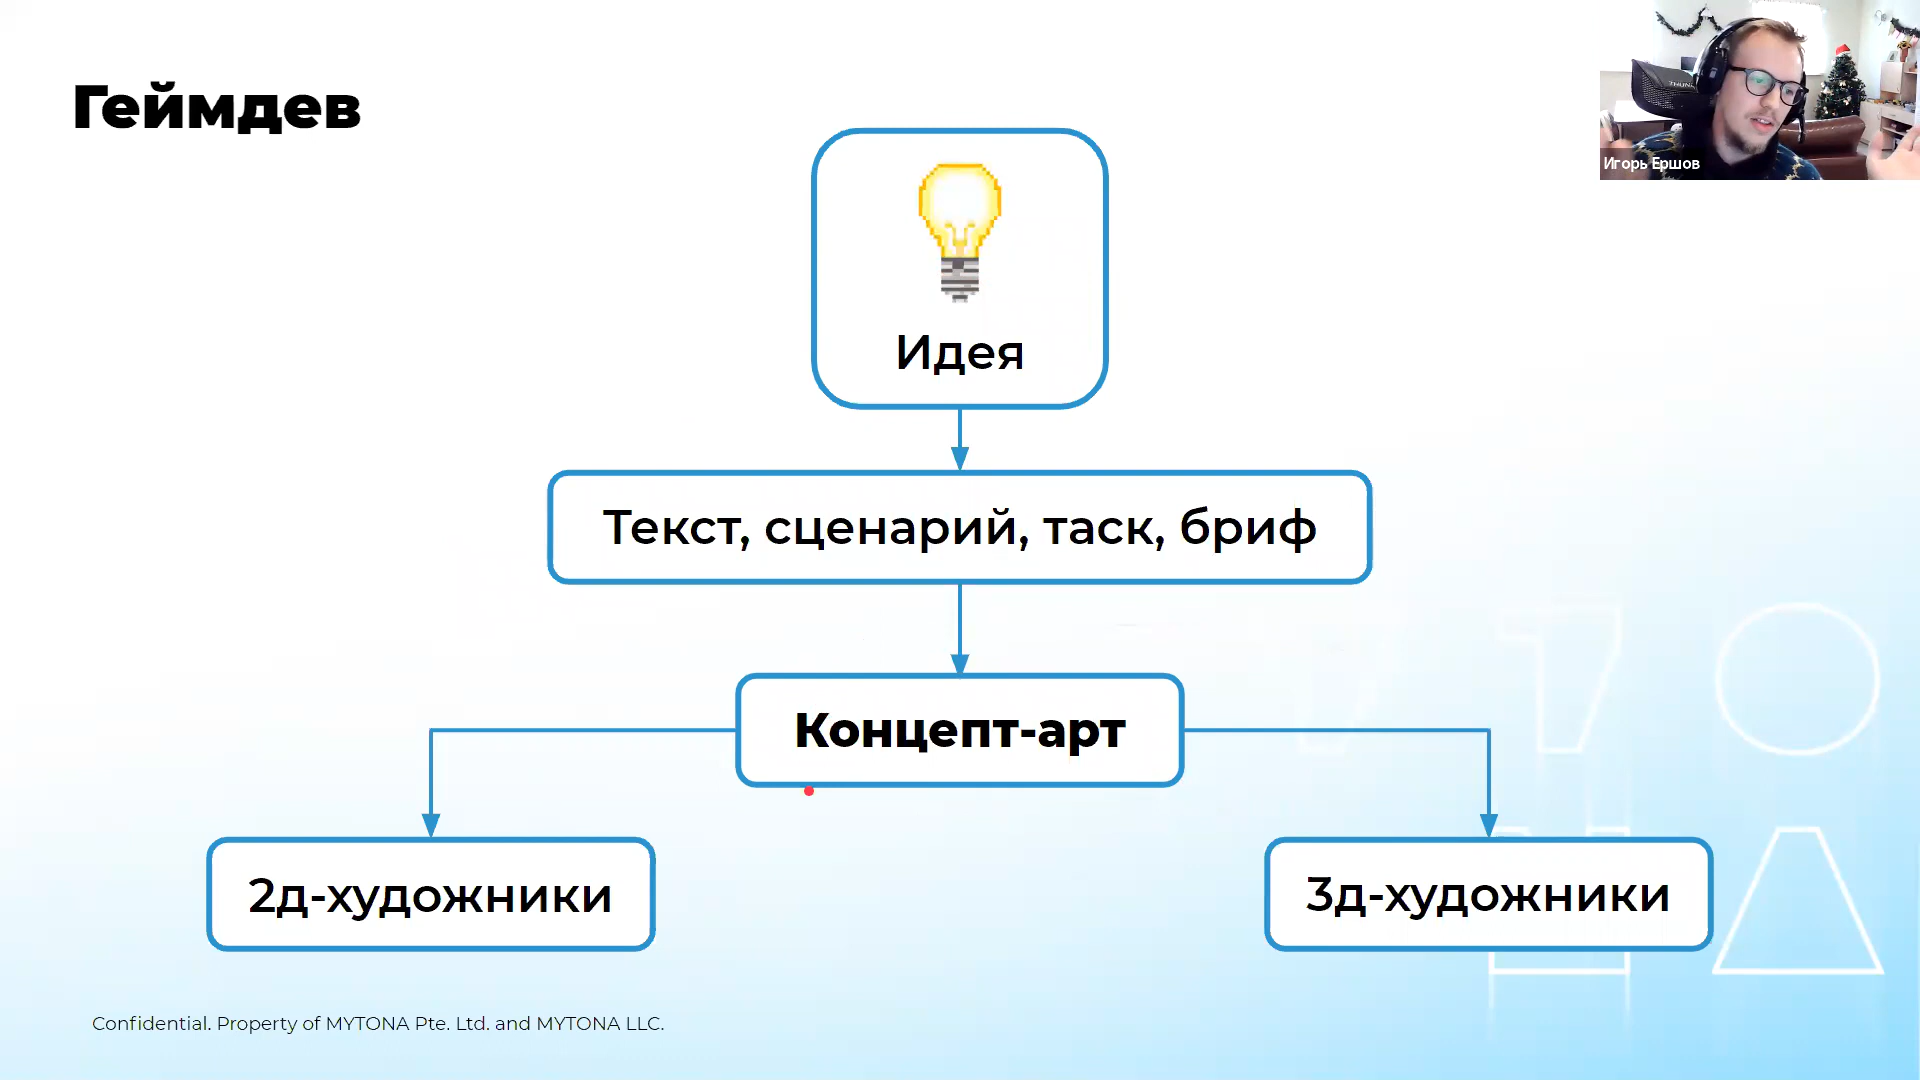 Геймдев
Игорь Ершов
Идея
Текст, сценарий, таск, бриф
Концепт-арт
2д-художники
3д-художники
Confidential. Property of MYTONA Pte. Ltd. and MYTONA LLC.